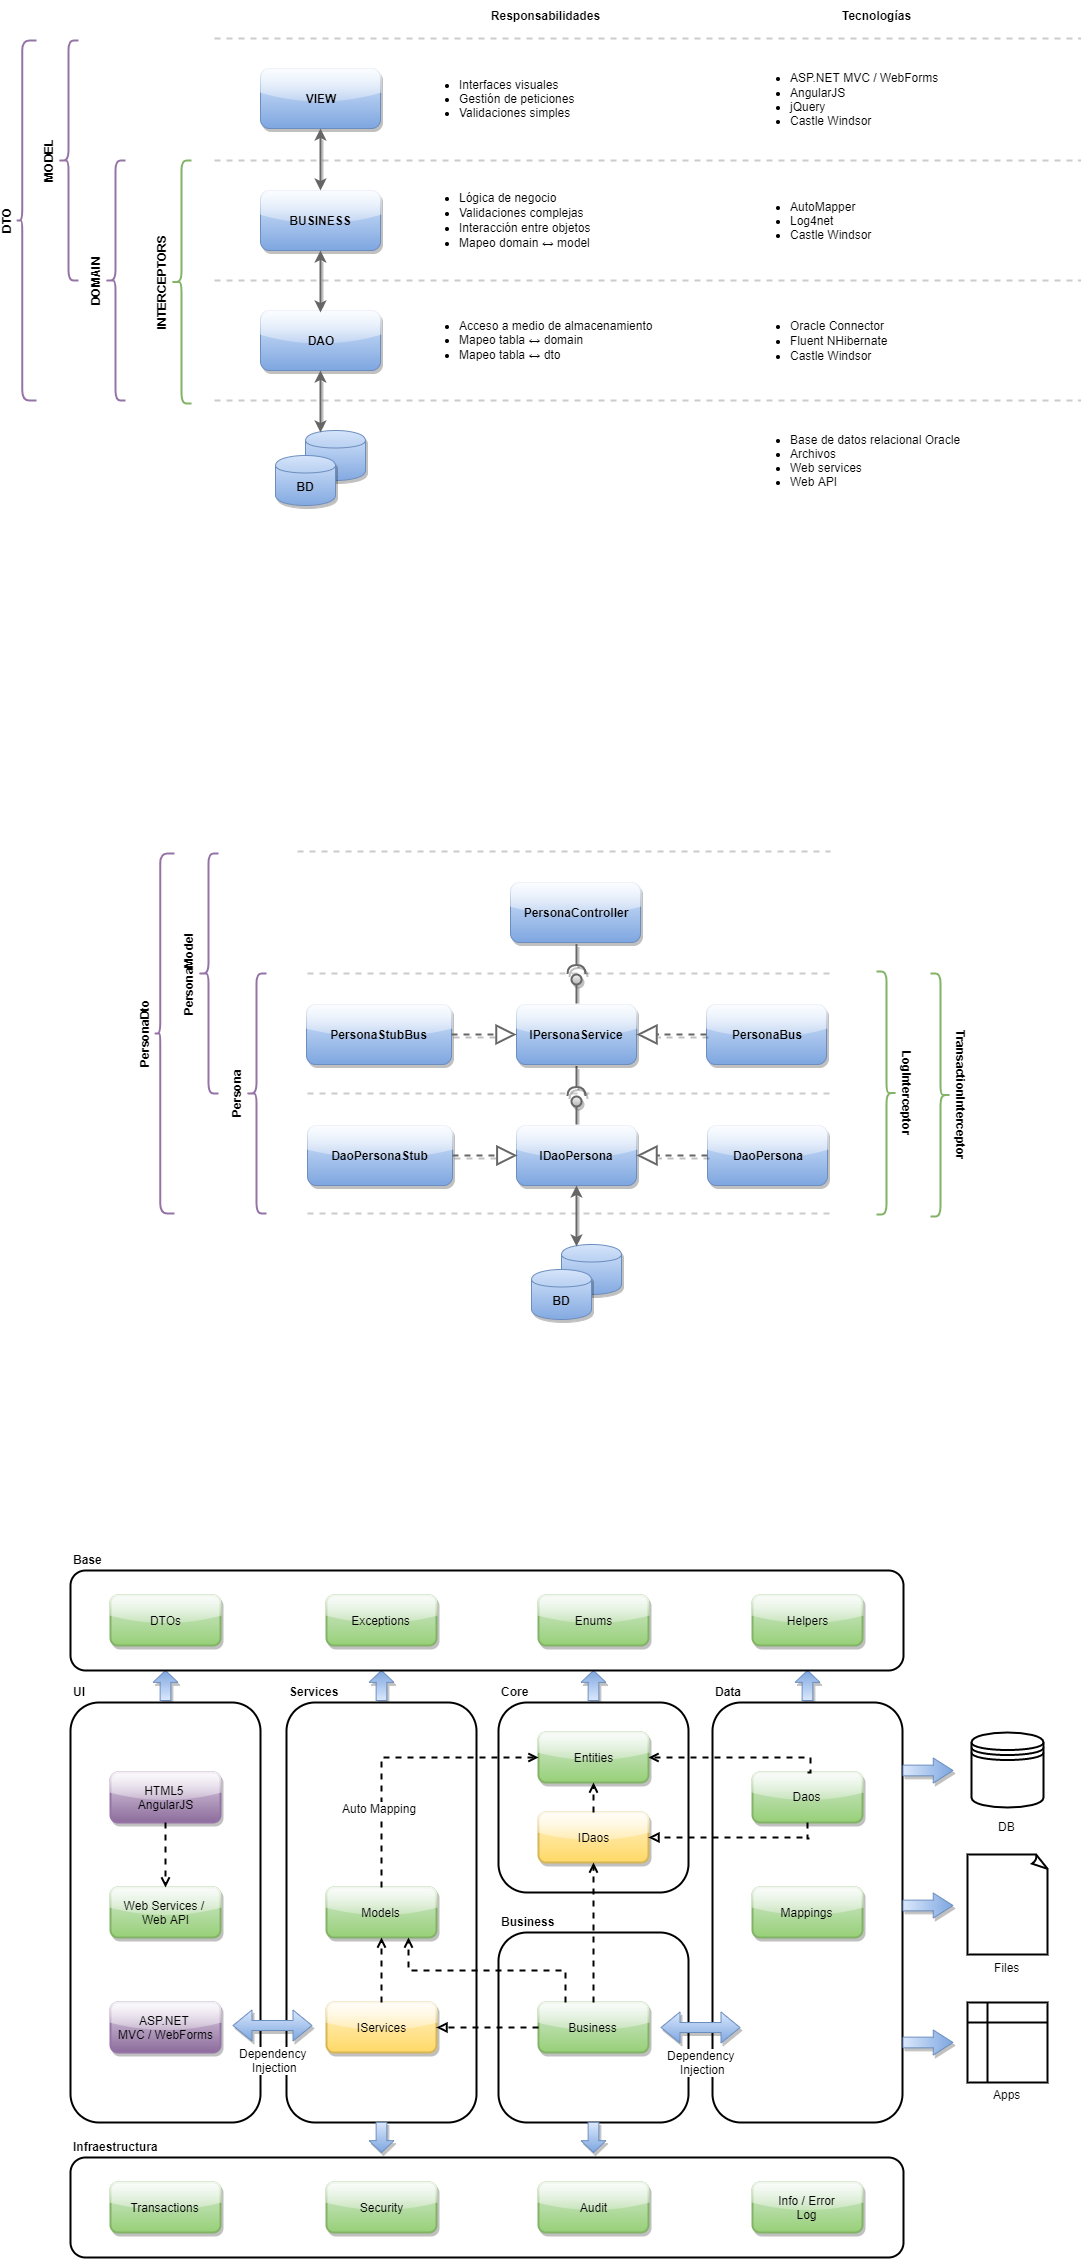 Responsabilidades
Tecnologías
DTO
MODEL
DOMAIN
INTERCEPTORS
VIEW
Interfaces visuales
Gestión de peticiones
Validaciones simples
ASP.NET MVC / WebForms
AngularJS
jQuery
Castle Windsor
BUSINESS
Lógica de negocio
Validaciones complejas
Interacción entre objetos
Mapeo domain ↔ model
AutoMapper
Log4net
Castle Windsor
DAO
Acceso a medio de almacenamiento
Mapeo tabla ↔ domain
Mapeo tabla ↔ dto
Oracle Connector
Fluent NHibernate
Castle Windsor
BD
Base de datos relacional Oracle
Archivos
Web services
Web API
PersonaDto
PersonaModel
Persona
PersonaController
PersonaStubBus
IPersonaService
PersonaBus
DaoPersonaStub
IDaoPersona
DaoPersona
LogInterceptor
TransactionInterceptor
BD
Base
DTOs
Exceptions
Enums
Helpers
UI
Services
Core
Data
HTML5
AngularJS
Web Services /
Web API
ASP.NET
MVC / WebForms
Dependency
Injection
Auto Mapping
Models
IServices
Entities
IDaos
Business
Business
Dependency
Injection
Daos
Mappings
DB
Files
Apps
Infraestructura
Transactions
Security
Audit
Info / Error
Log